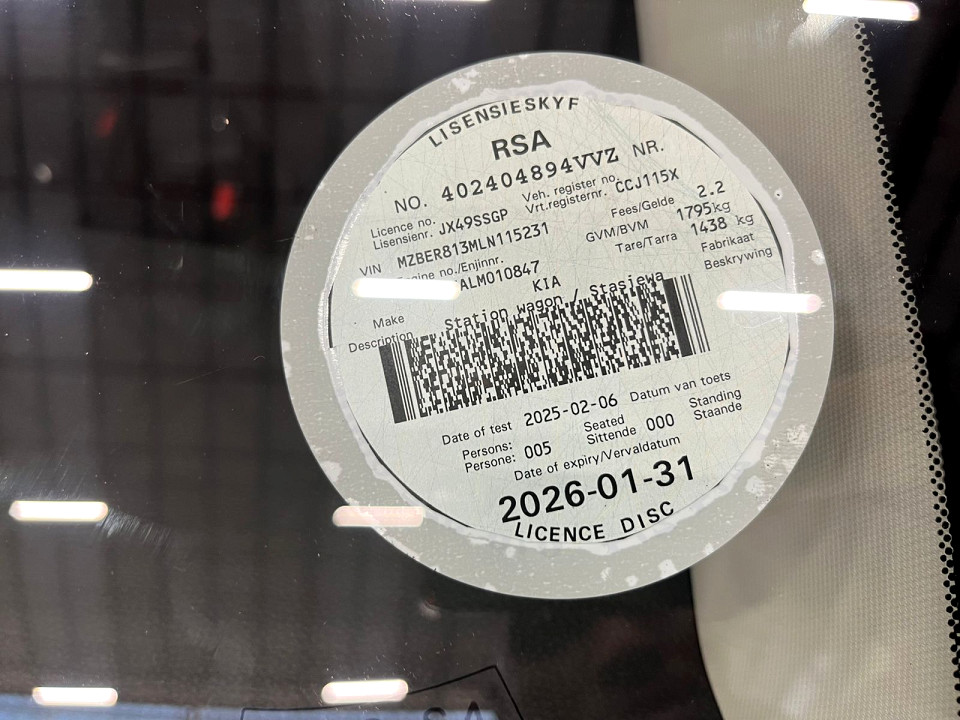 LISENSIESKYF
RSA
NO. 402404894VVZ NR.
Licence no. JX49SSGP Veh. register no. CCJ115X
Lisensienr. Vrt.registernr.
VIN MZBER813MLN115231 Fees/Gelde 2.2
GVM/BVM 1795kg
no./Enjinnr. ALMO10847 Tare/Tarra 1438 kg
Make KIA Fabrikaat
Description Station wagon / Stasiewa Beskrywing
Date of test 2025-02-06 Datum van toets
Persons: 005 Seated 000 Standing
Persone: Sittende Staande
Date of expiry/Vervaldatum
2026-01-31
LICENCE DISC